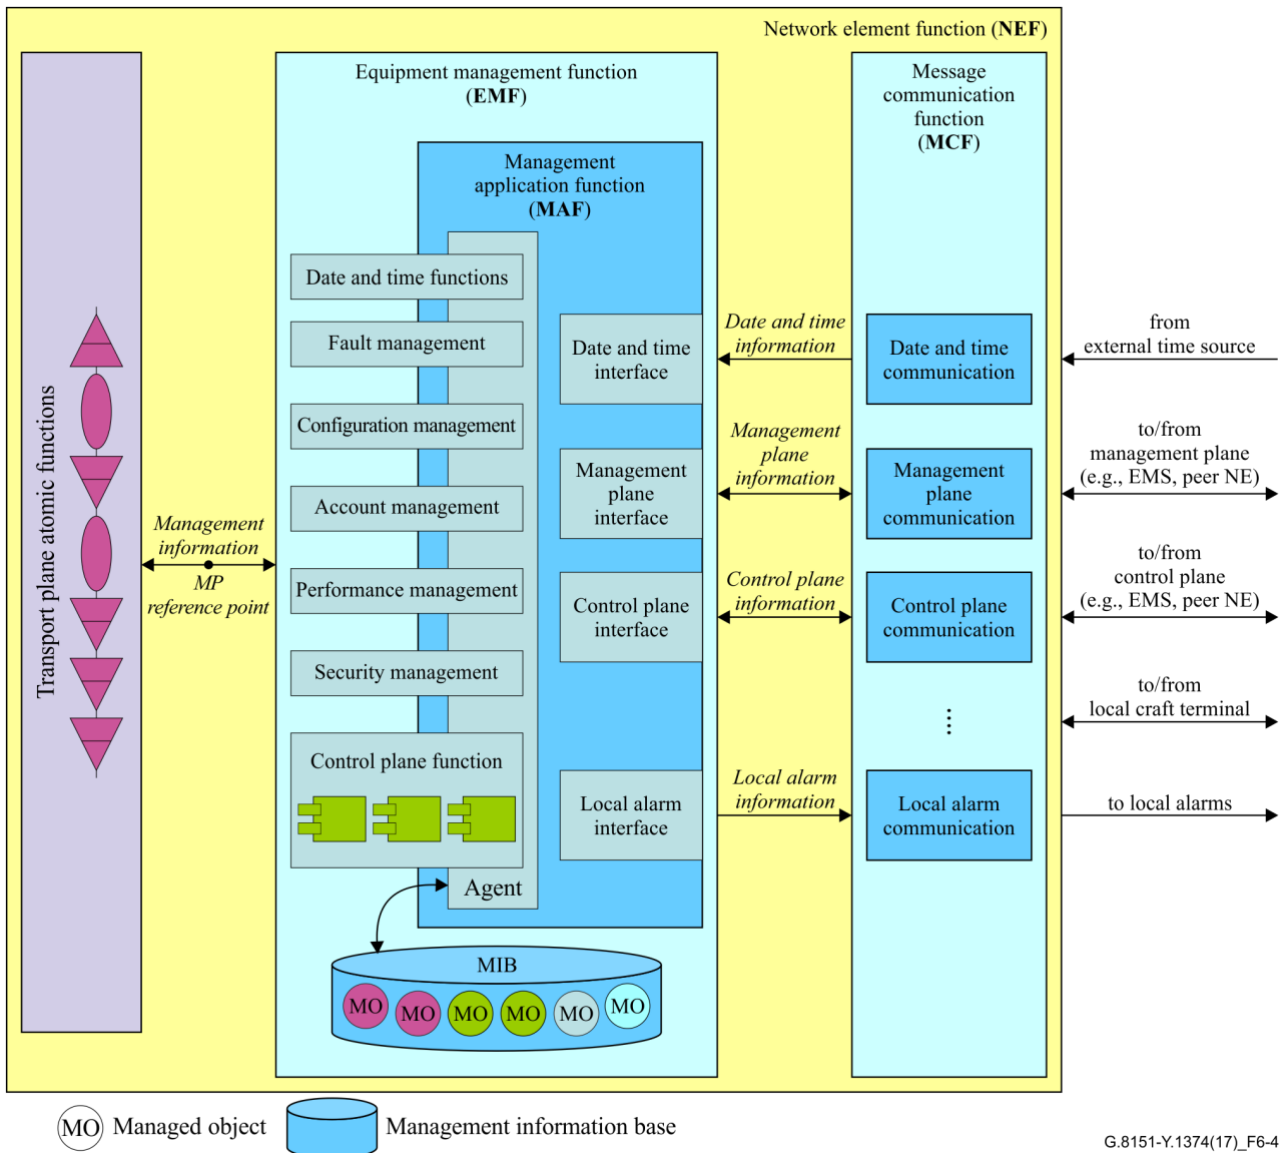 Network element function (NEF)
Transport plane atomic functions
Management
information
MP
reference point
Equipment management function
(EMF)
Management
application function
(MAF)
Date and time functions
Fault management
Configuration management
Account management
Performance management
Security management
Control plane function
Agent
Date and time
interface
Management
plane
interface
Control plane
interface
Local alarm
interface
MIB
MO
MO
MO
MO
MO
MO
Date and time
information
Management
plane
information
Control plane
information
Local alarm
information
Message
communication
function
(MCF)
Date and time
communication
Management
plane
communication
Control plane
communication
Local alarm
communication
from
external time source
to/from
management plane
(e.g., EMS, peer NE)
to/from
control plane
(e.g., EMS, peer NE)
to/from
local craft terminal
to local alarms
MO Managed object
Management information base
G.8151-Y.1374(17)_F6-4